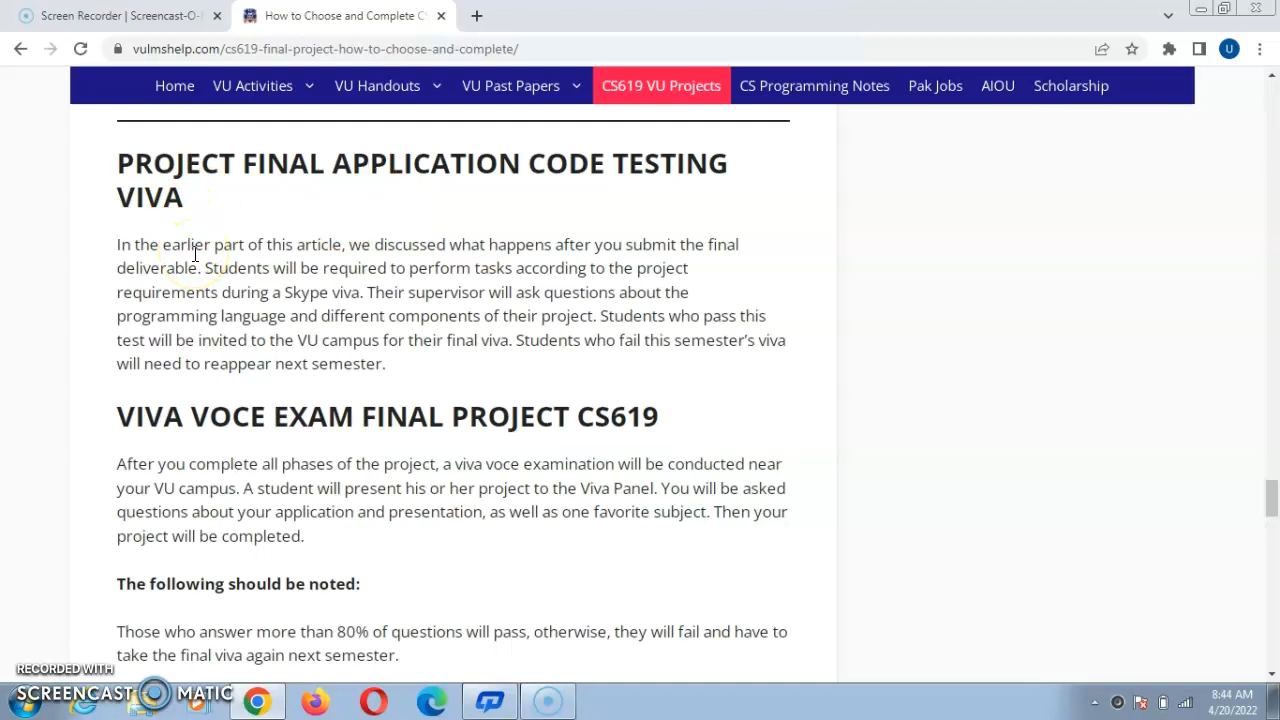 Screen Recorder | Screencast-O-
How to Choose and Complete C
vulmshelp.com/cs619-final-project-how-to-choose-and-complete/
U
Home VU Activities VU Handouts VU Past Papers CS619 VU Projects CS Programming Notes Pak Jobs AIOU Scholarship
PROJECT FINAL APPLICATION CODE TESTING
VIVA
In the earlier part of this article, we discussed what happens after you submit the final
deliverable. Students will be required to perform tasks according to the project
requirements during a Skype viva. Their supervisor will ask questions about the
programming language and different components of their project. Students who pass this
test will be invited to the VU campus for their final viva. Students who fail this semester’s viva
will need to reappear next semester.
VIVA VOCE EXAM FINAL PROJECT CS619
After you complete all phases of the project, a viva voce examination will be conducted near
your VU campus. A student will present his or her project to the Viva Panel. You will be asked
questions about your application and presentation, as well as one favorite subject. Then your
project will be completed.
The following should be noted:
Those who answer more than 80% of questions will pass, otherwise, they will fail and have to
take the final viva again next semester.
RECORDED WITH
SCREENCAST MATIC
8:44 AM
4/20/2022